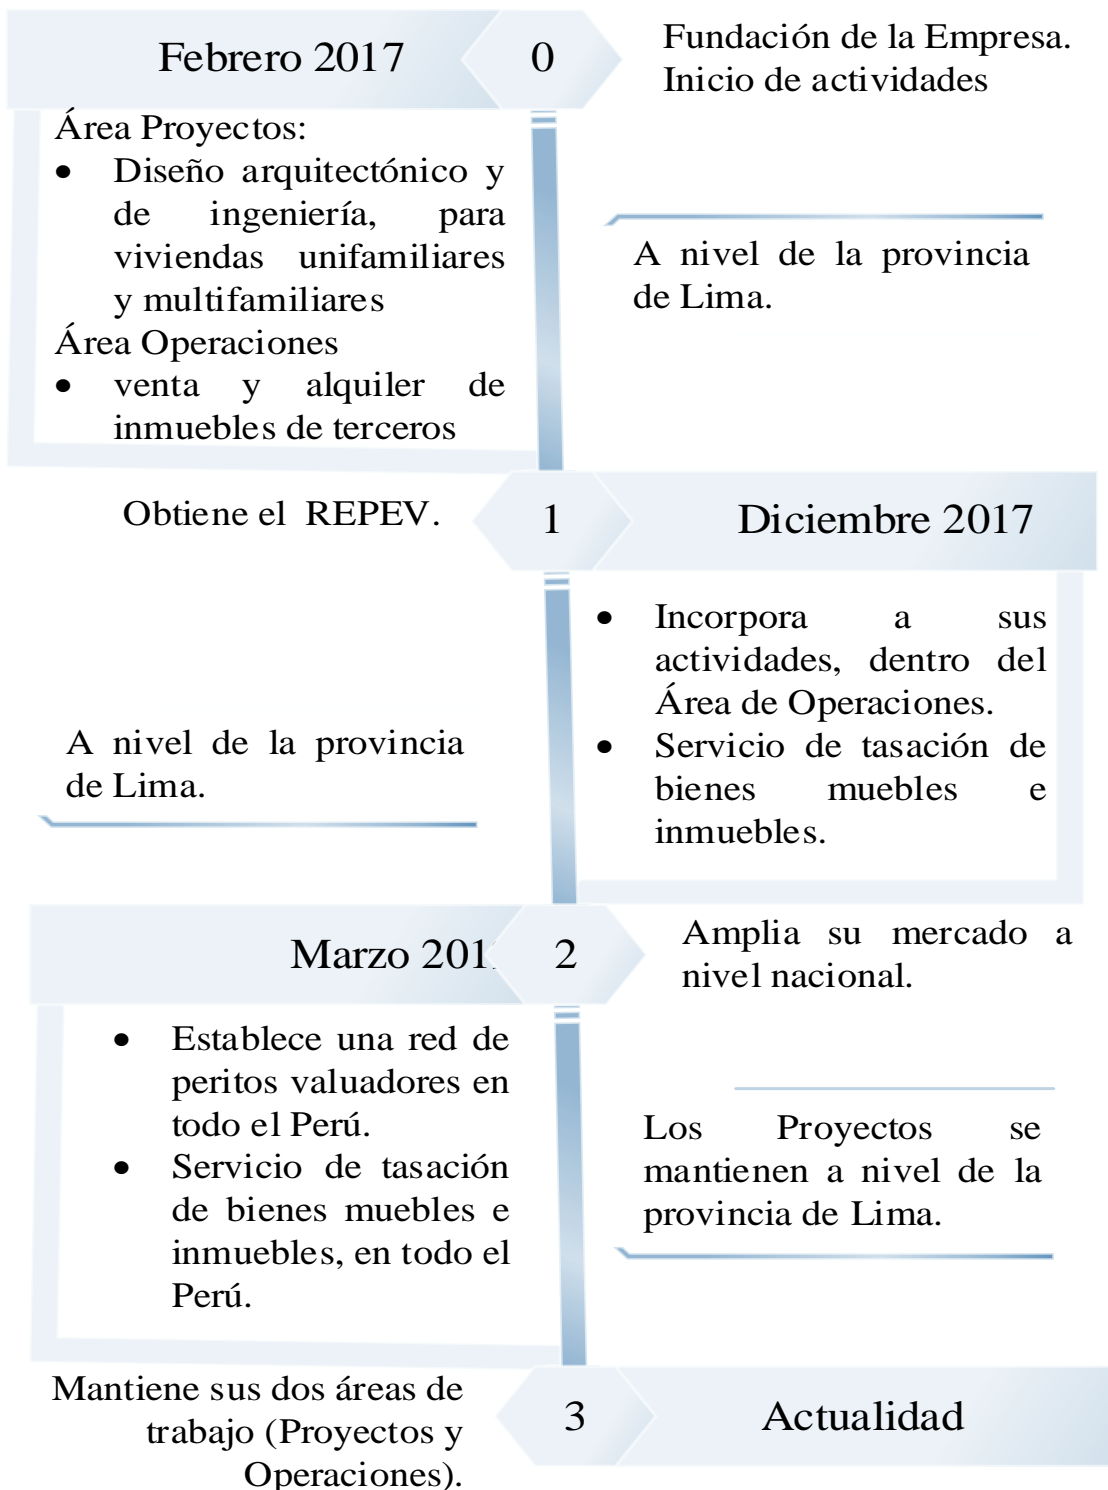 Febrero 2017
0
Fundación de la Empresa.
Inicio de actividades
Área Proyectos:
• Diseño arquitectónico y
de ingeniería, para
viviendas unifamiliares
y multifamiliares
Área Operaciones
• venta y alquiler de
inmuebles de terceros
A nivel de la provincia
de Lima.
Obtiene el REPEV.
1
Diciembre 2017
• Incorpora a sus
actividades, dentro del
Área de Operaciones.
• Servicio de tasación de
bienes muebles e
inmuebles.
A nivel de la provincia
de Lima.
Marzo
2
Amplia su mercado a
nivel nacional.
• Establece una red de
peritos valuadores en
todo el Perú.
• Servicio de tasación
de bienes muebles e
inmuebles, en todo el
Perú.
Los Proyectos se
mantienen a nivel de la
provincia de Lima.
Mantiene sus dos áreas de
trabajo (Proyectos y
Operaciones).
3
Actualidad